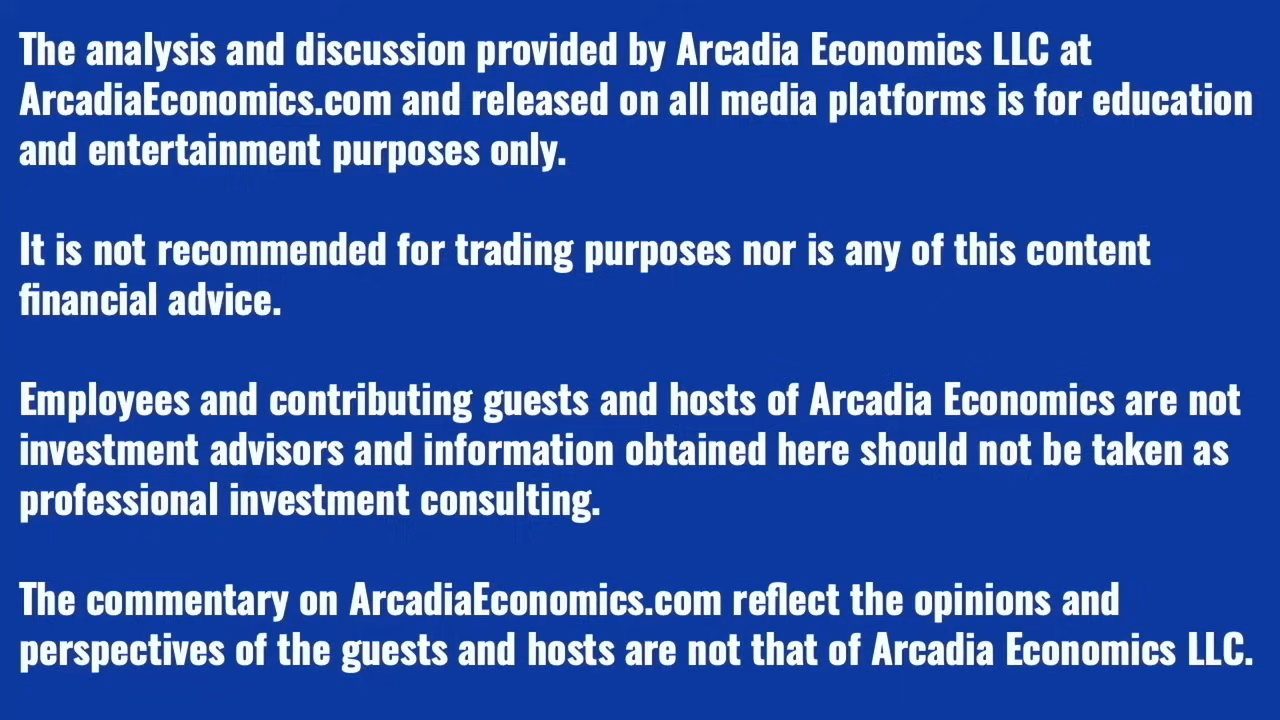 The analysis and discussion provided by Arcadia Economics LLC at
ArcadiaEconomics.com and released on all media platforms is for education
and entertainment purposes only.
It is not recommended for trading purposes nor is any of this content
financial advice.
Employees and contributing guests and hosts of Arcadia Economics are not
investment advisors and information obtained here should not be taken as
professional investment consulting.
The commentary on ArcadiaEconomics.com reflect the opinions and
perspectives of the guests and hosts are not that of Arcadia Economics LLC.